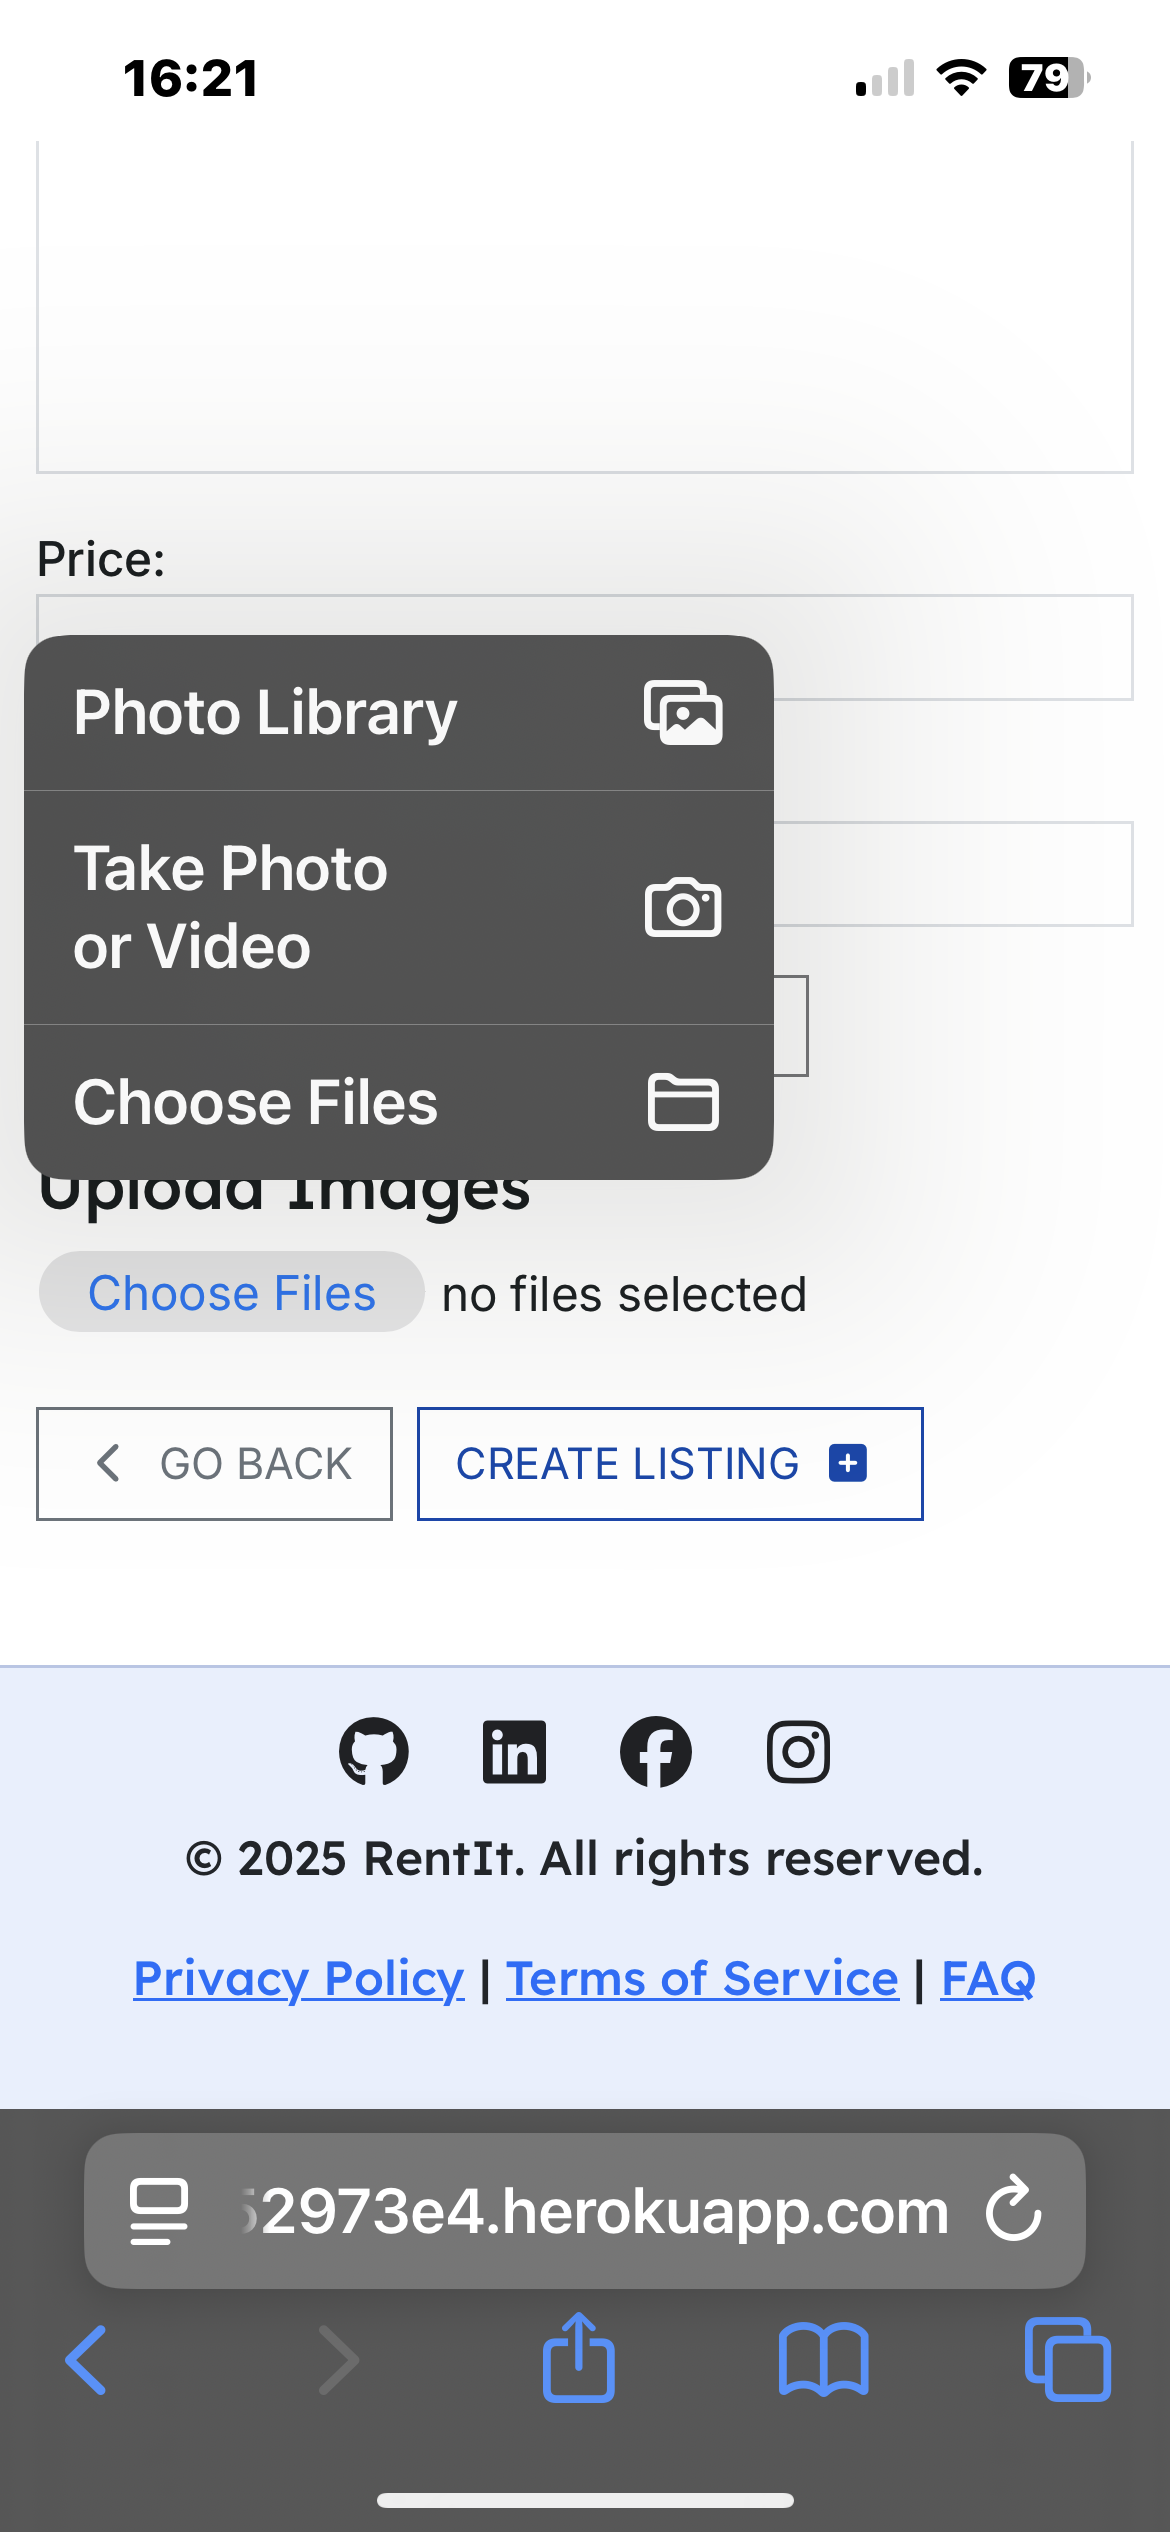 16:21
79
Price:
Photo Library
Take Photo
or Video
Choose Files
Upload Images
Choose Files no files selected
GO BACK CREATE LISTING
© 2025 RentIt. All rights reserved.
Privacy Policy | Terms of Service | FAQ
2973e4.herokuapp.com